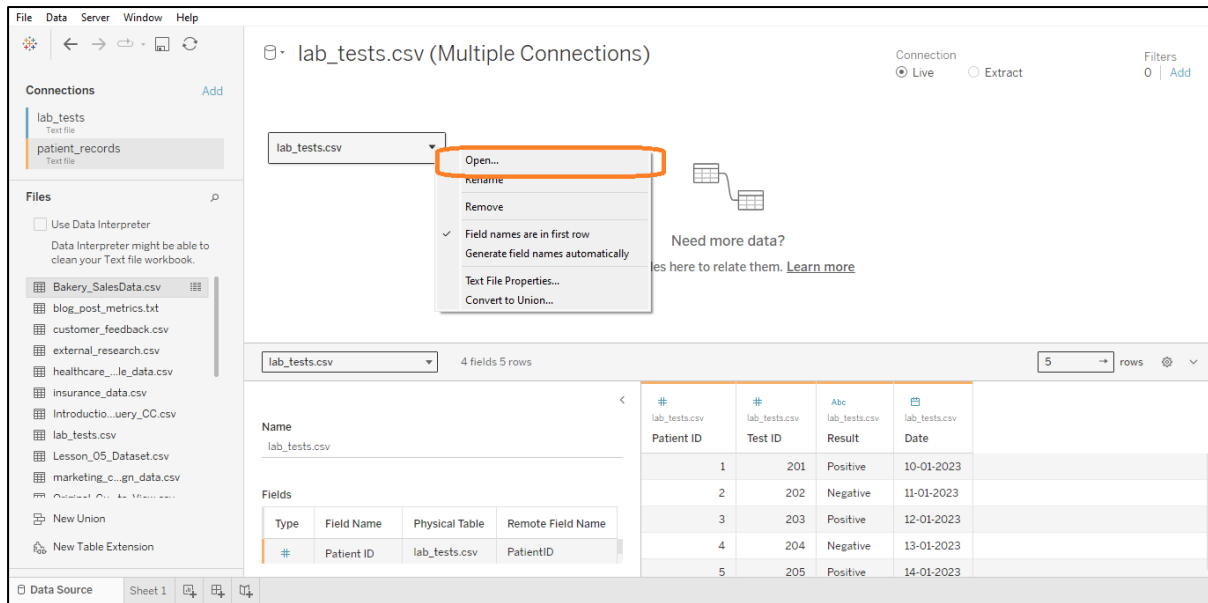 File Data Server Window Help
lab_tests.csv (Multiple Connections)
Connection
Live Extract
Filters
0 Add
Connections Add
lab_tests
Text file
patient_records
Text file
Files
Use Data Interpreter
Data Interpreter might be able to
clean your Text file workbook.
Bakery_SalesData.csv
blog_post_metrics.txt
customer_feedback.csv
external_research.csv
healthcare_...le_data.csv
insurance_data.csv
Introductio...uery_CC.csv
lab_tests.csv
Lesson_05_Dataset.csv
marketing_c...gn_data.csv
New Union
New Table Extension
lab_tests.csv
Open...
Rename
Remove
Field names are in first row
Generate field names automatically
Text File Properties...
Convert to Union...
Need more data?
les here to relate them. Learn more
lab_tests.csv 4 fields 5 rows 5 rows
Name
lab_tests.csv
Fields
Type Field Name Physical Table Remote Field Name
# Patient ID lab_tests.csv PatientID
# # Abc
lab_tests.csv lab_tests.csv lab_tests.csv lab_tests.csv
Patient ID Test ID Result Date
1 201 Positive 10-01-2023
2 202 Negative 11-01-2023
3 203 Positive 12-01-2023
4 204 Negative 13-01-2023
5 205 Positive 14-01-2023
Data Source Sheet 1